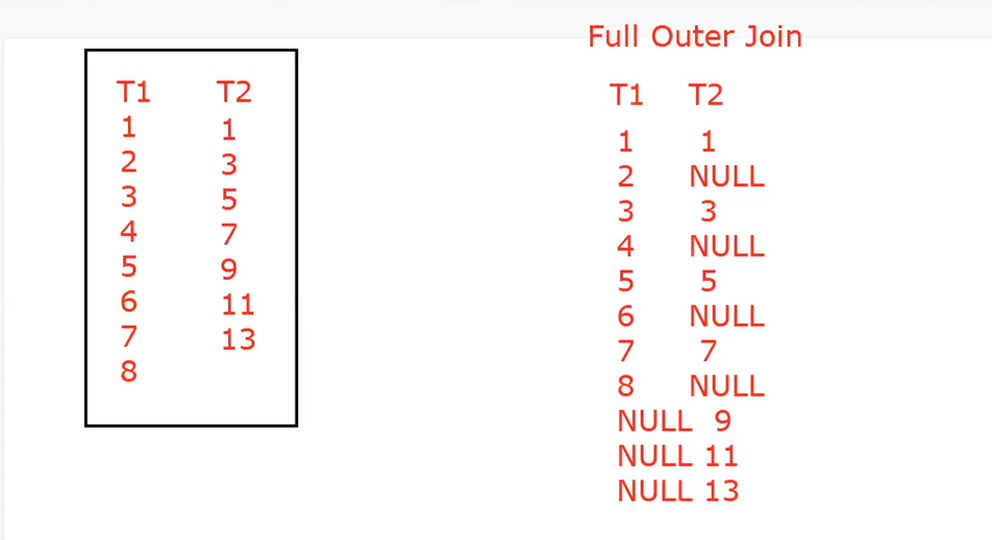 Full Outer Join
T1 T2
1 1
2 3
3 5
4 7
5 9
6 11
7 13
8
T1 T2
1 1
2 NULL
3 3
4 NULL
5 5
6 NULL
7 7
8 NULL
NULL 9
NULL 11
NULL 13